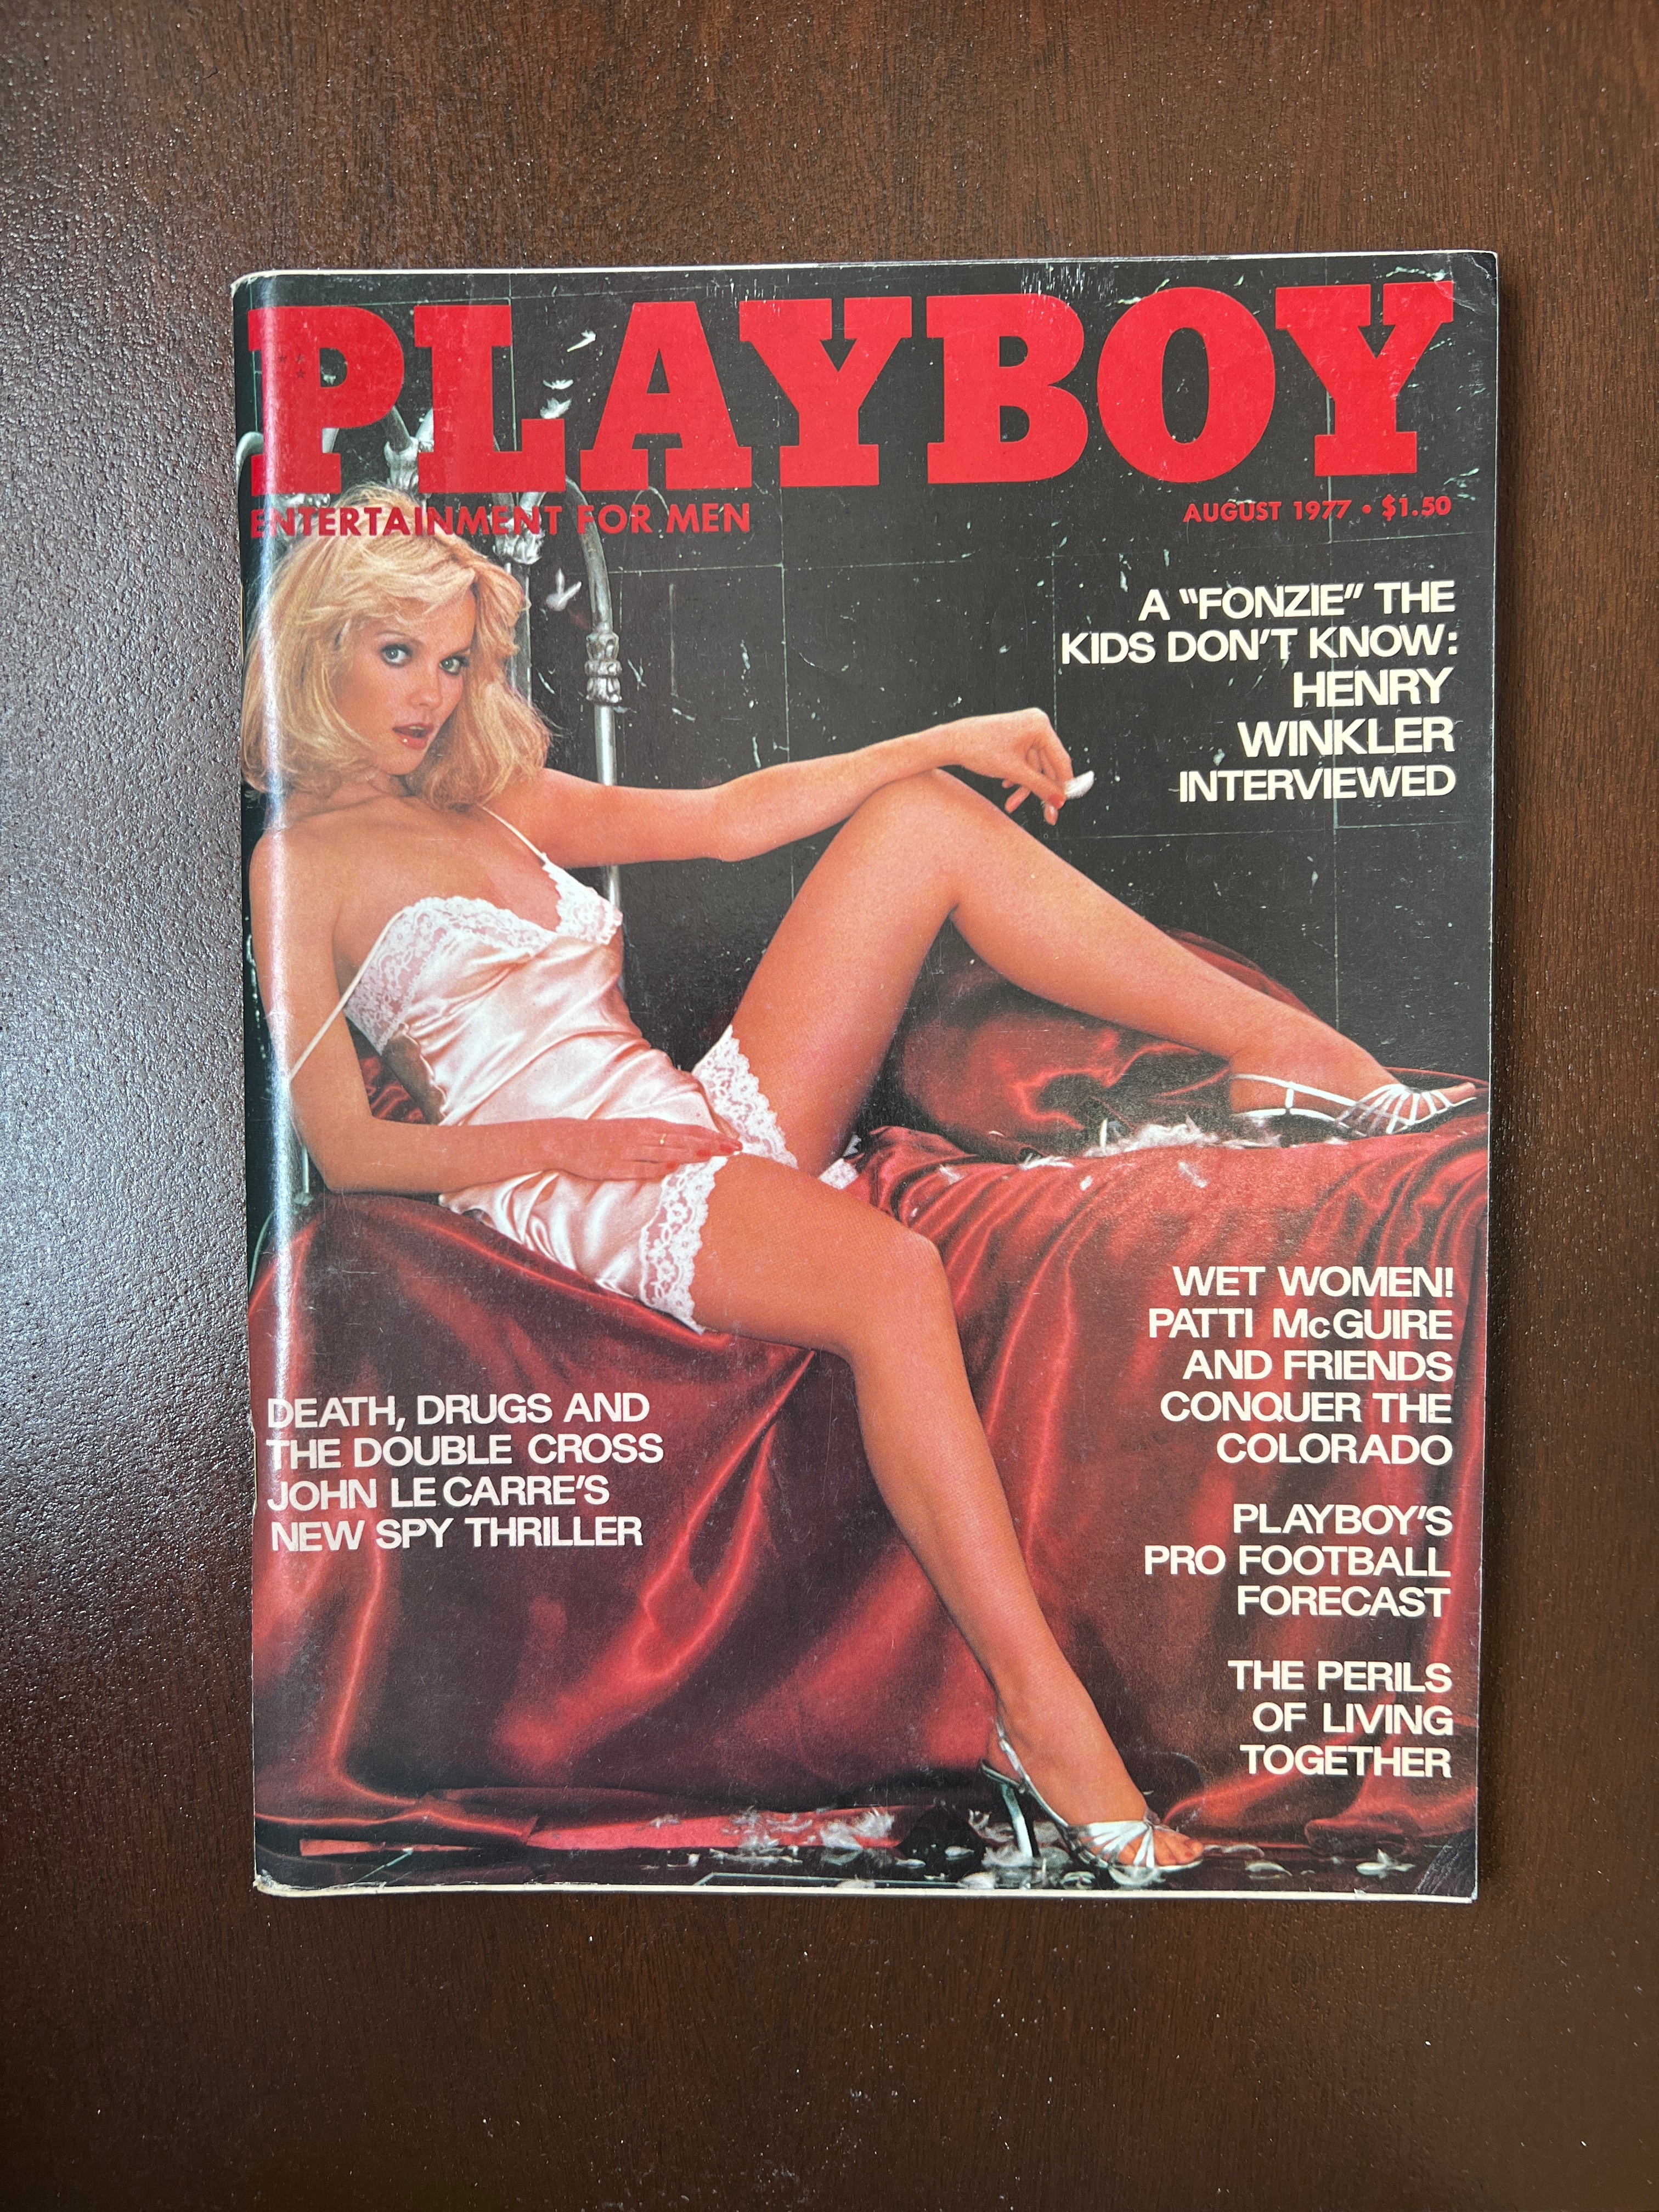 PLAYBOY
ENTERTAINMENT FOR MEN
AUGUST 1977 • $1.50
A “FONZIE” THE
KIDS DON’T KNOW:
HENRY
WINKLER
INTERVIEWED
WET WOMEN!
PATTI McGUIRE
AND FRIENDS
CONQUER THE
COLORADO
DEATH, DRUGS AND
THE DOUBLE CROSS
JOHN LE CARRE’S
NEW SPY THRILLER
PLAYBOY’S
PRO FOOTBALL
FORECAST
THE PERILS
OF LIVING
TOGETHER